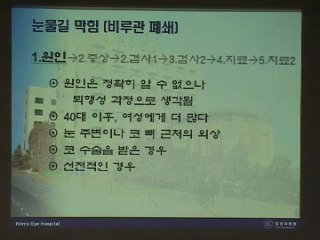 눈물길 막힘 (비루관 폐쇄)
1.원인→2.증상→2.검사1→3.검사2→4.치료→5.치료2
원인은 정확히 알 수 없으나
퇴행성 과정으로 생각됨
40대 이후, 여성에게 더 많다
눈 주변이나 코 뼈 근처의 외상
코 수술을 받은 경우
선천적인 경우
Kim's Eye Hospital